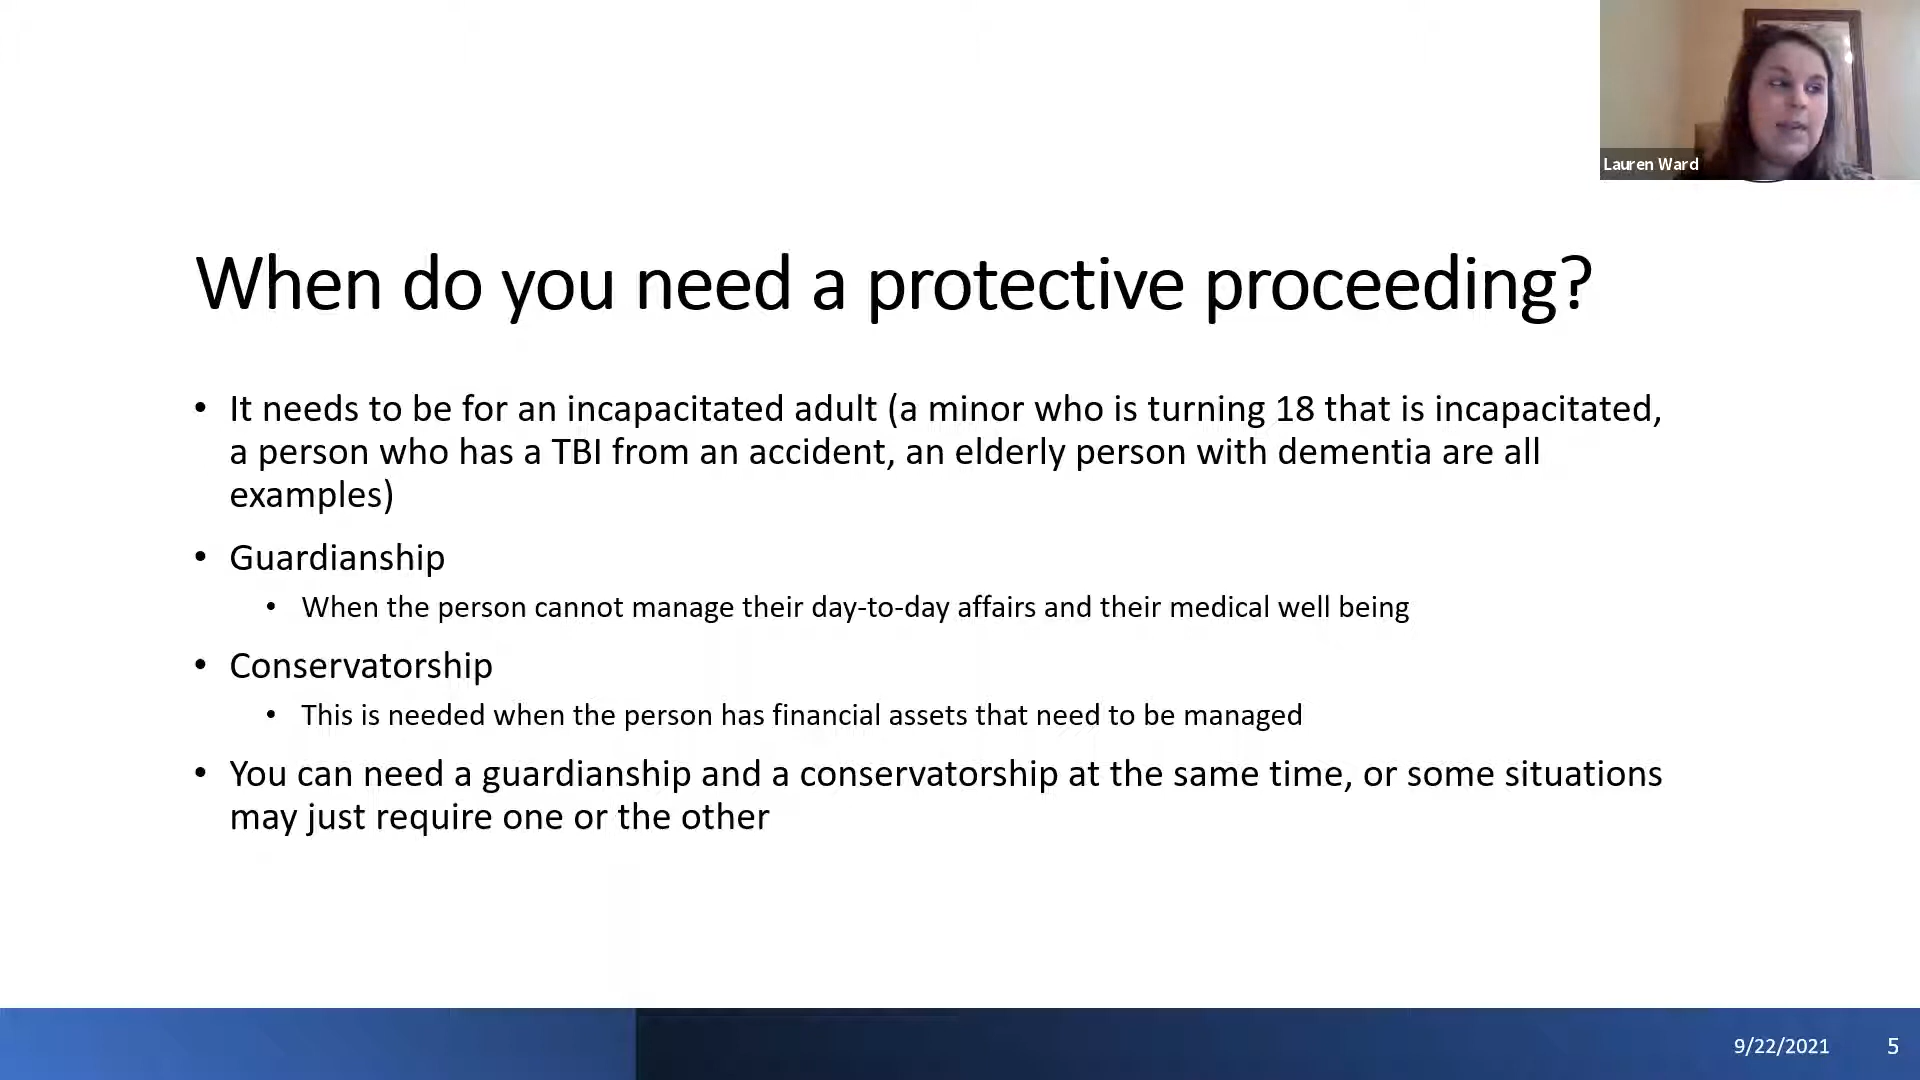 Lauren Ward
When do you need a protective proceeding?
• It needs to be for an incapacitated adult (a minor who is turning 18 that is incapacitated,
a person who has a TBI from an accident, an elderly person with dementia are all
examples)
• Guardianship
• When the person cannot manage their day-to-day affairs and their medical well being
• Conservatorship
• This is needed when the person has financial assets that need to be managed
• You can need a guardianship and a conservatorship at the same time, or some situations
may just require one or the other
9/22/2021 5